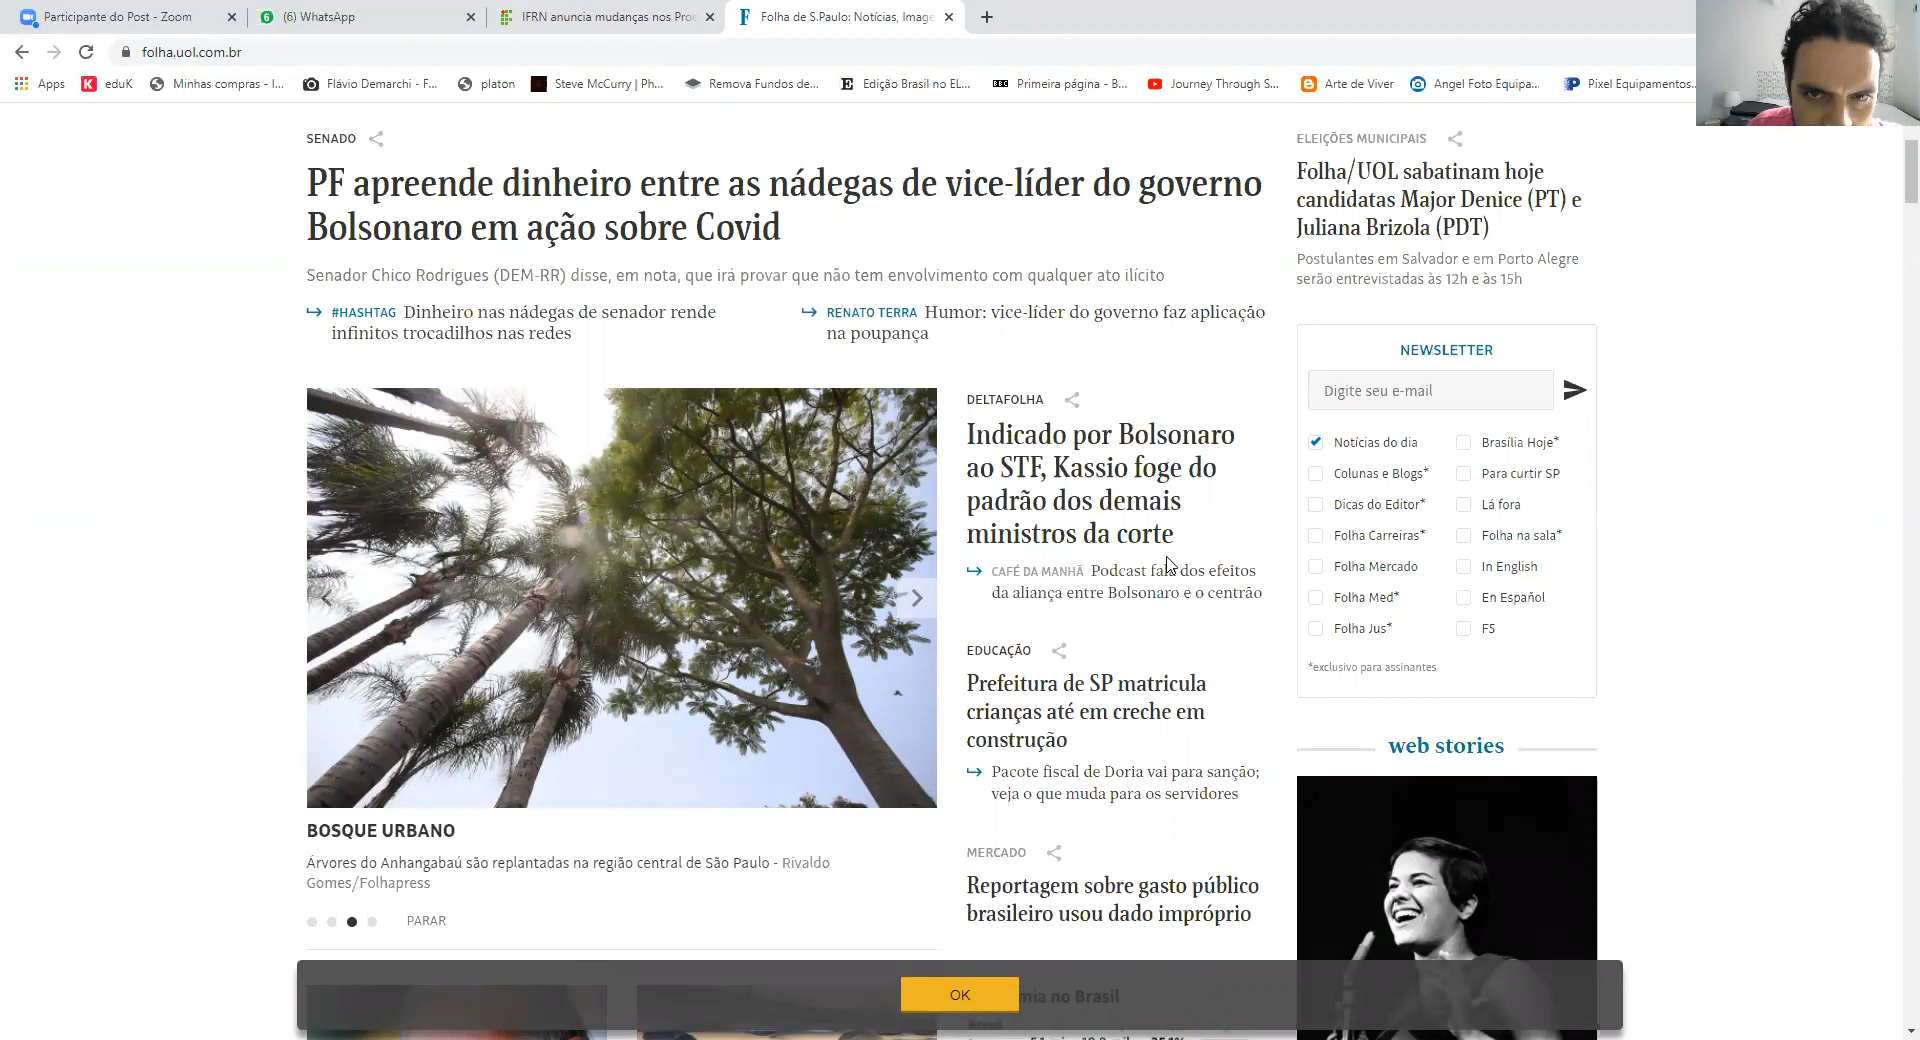 Participante do Post - Zoom
(6) WhatsApp
IFRN anuncia mudanças nos Pro
Folha de S.Paulo: Notícias, Image
folha.uol.com.br
Apps
eduK
Minhas compras - I...
Flávio Demarchi - F...
platon
Steve McCurry | Ph...
Remova Fundos de...
Edição Brasil no EL...
Primeira página - B...
Journey Through S...
Arte de Viver
Angel Foto Equipa...
Pixel Equipamentos...
SENADO
PF apreende dinheiro entre as nádegas de vice-líder do governo
Bolsonaro em ação sobre Covid
Senador Chico Rodrigues (DEM-RR) disse, em nota, que irá provar que não tem envolvimento com qualquer ato ilícito
#HASHTAG Dinheiro nas nádegas de senador rende
infinitos trocadilhos nas redes
RENATO TERRA Humor: vice-líder do governo faz aplicação
na poupança
BOSQUE URBANO
Árvores do Anhangabaú são replantadas na região central de São Paulo - Rivaldo
Gomes/Folhapress
PARAR
DELTAFOLHA
Indicado por Bolsonaro
ao STF, Kassio foge do
padrão dos demais
ministros da corte
CAFÉ DA MANHÃ Podcast dos efeitos
da aliança entre Bolsonaro e o centrão
EDUCAÇÃO
Prefeitura de SP matricula
crianças até em creche em
construção
Pacote fiscal de Doria vai para sanção;
veja o que muda para os servidores
MERCADO
Reportagem sobre gasto público
brasileiro usou dado impróprio
ELEIÇÕES MUNICIPAIS
Folha/UOL sabatinam hoje
candidatas Major Denice (PT) e
Juliana Brizola (PDT)
Postulantes em Salvador e em Porto Alegre
serão entrevistadas às 12h e às 15h
NEWSLETTER
Digite seu e-mail
Notícias do dia
Brasília Hoje*
Colunas e Blogs*
Para curtir SP
Dicas do Editor*
Lá fora
Folha Carreiras*
Folha na sala*
Folha Mercado
In English
Folha Med*
En Español
Folha Jus*
F5
*exclusivo para assinantes
web stories
OK
no Brasil
Brasil